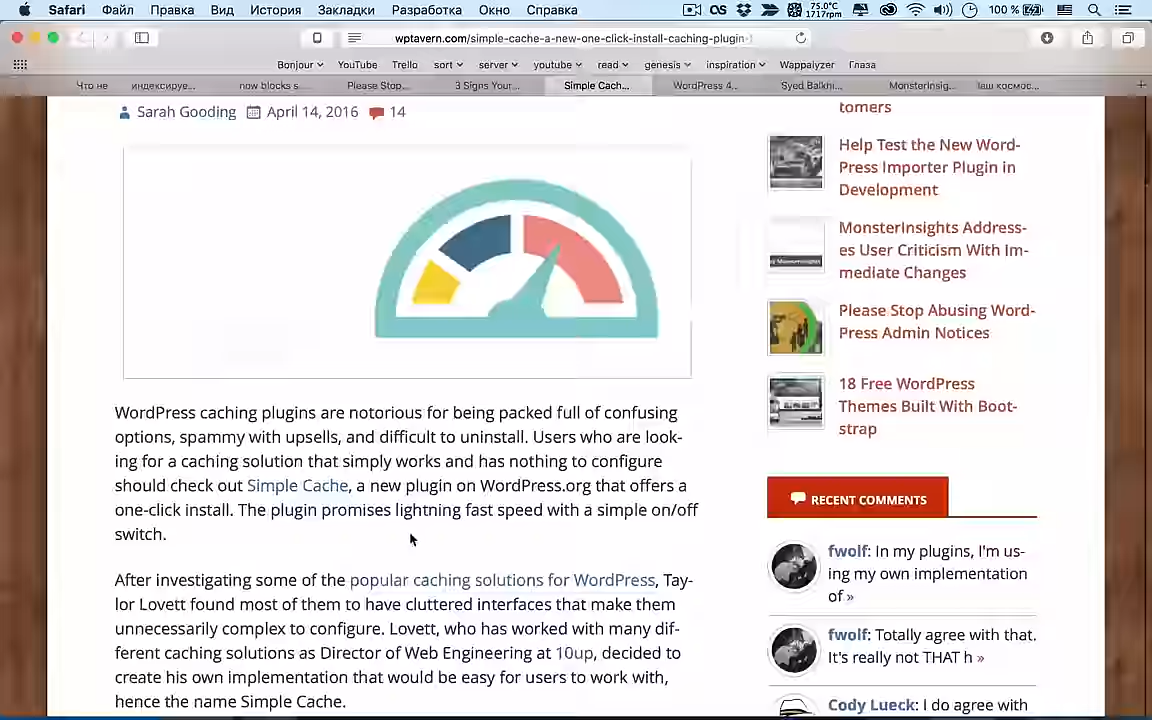 Safari Файл Правка Вид История Закладки Разработка Окно Справка OS 75.0°C 1717rpm 100 %
wptavern.com/simple-cache-a-new-one-click-install-caching-plugin-
Bonjour YouTube Trello sort server youtube read genesis inspiration Wappalyzer Глаза
Что не индексируе... now blocks s... Please Stop... 3 Signs Your... Simple Cach... WordPress 4.. Syed Balkhi... MonsterInsig... космос...
Sarah Gooding April 14, 2016 14
WordPress caching plugins are notorious for being packed full of confusing
options, spammy with upsells, and difficult to uninstall. Users who are look-
ing for a caching solution that simply works and has nothing to configure
should check out Simple Cache, a new plugin on WordPress.org that offers a
one-click install. The plugin promises lightning fast speed with a simple on/off
switch.
After investigating some of the popular caching solutions for WordPress, Tay-
lor Lovett found most of them to have cluttered interfaces that make them
unnecessarily complex to configure. Lovett, who has worked with many dif-
ferent caching solutions as Director of Web Engineering at 10up, decided to
create his own implementation that would be easy for users to work with,
hence the name Simple Cache.
tomers
Help Test the New Word-
Press Importer Plugin in
Development
MonsterInsights Address-
es User Criticism With Im-
mediate Changes
Please Stop Abusing Word-
Press Admin Notices
18 Free WordPress
Themes Built With Boot-
strap
RECENT COMMENTS
fwolf: In my plugins, I'm us-
ing my own implementation
of »
fwolf: Totally agree with that.
It's really not THAT h »
Cody Lueck: I do agree with